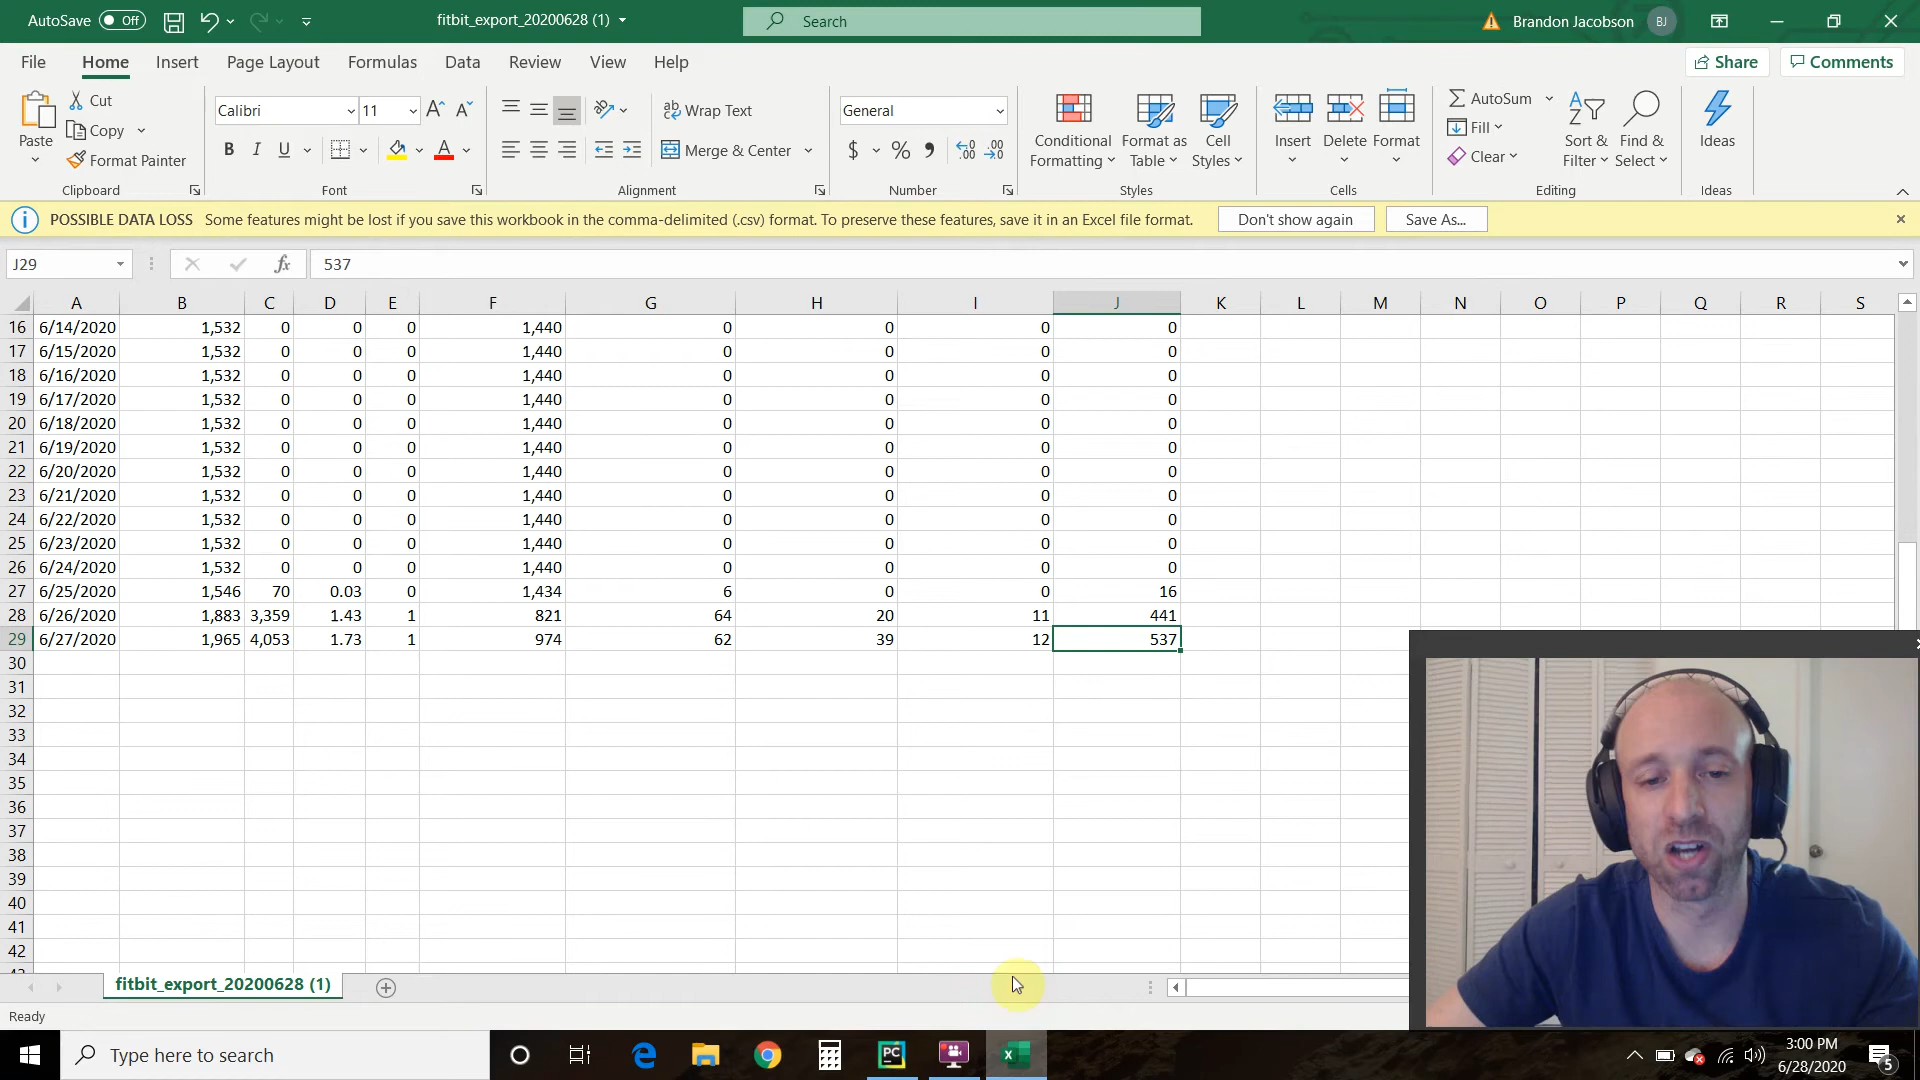 AutoSave Off fitbit_export_20200628 (1) Search Brandon Jacobson BJ
File Home Insert Page Layout Formulas Data Review View Help Share Comments
Paste Cut Copy Format Painter
Calibri 11
B I U A
Wrap Text
Merge & Center
General
$ % 9
Conditional Formatting
Format as Table
Cell Styles
Insert Delete Format
AutoSum
Fill
Clear
Sort & Filter
Find & Select
Ideas
Clipboard Font Alignment Number Styles Cells Editing Ideas
POSSIBLE DATA LOSS Some features might be lost if you save this workbook in the comma-delimited (.csv) format. To preserve these features, save it in an Excel file format. Don't show again Save As...
J29 fx 537
A B C D E F G H I J K L M N O P Q R S
16 6/14/2020 1,532 0 0 0 1,440 0 0 0 0
17 6/15/2020 1,532 0 0 0 1,440 0 0 0 0
18 6/16/2020 1,532 0 0 0 1,440 0 0 0 0
19 6/17/2020 1,532 0 0 0 1,440 0 0 0 0
20 6/18/2020 1,532 0 0 0 1,440 0 0 0 0
21 6/19/2020 1,532 0 0 0 1,440 0 0 0 0
22 6/20/2020 1,532 0 0 0 1,440 0 0 0 0
23 6/21/2020 1,532 0 0 0 1,440 0 0 0 0
24 6/22/2020 1,532 0 0 0 1,440 0 0 0 0
25 6/23/2020 1,532 0 0 0 1,440 0 0 0 0
26 6/24/2020 1,532 0 0 0 1,440 0 0 0 0
27 6/25/2020 1,546 70 0.03 0 1,434 6 0 0 16
28 6/26/2020 1,883 3,359 1.43 1 821 64 20 11 441
29 6/27/2020 1,965 4,053 1.73 1 974 62 39 12 537
30
31
32
33
34
35
36
37
38
39
40
41
42
fitbit_export_20200628 (1)
Ready
Type here to search
PC
3:00 PM
6/28/2020
5